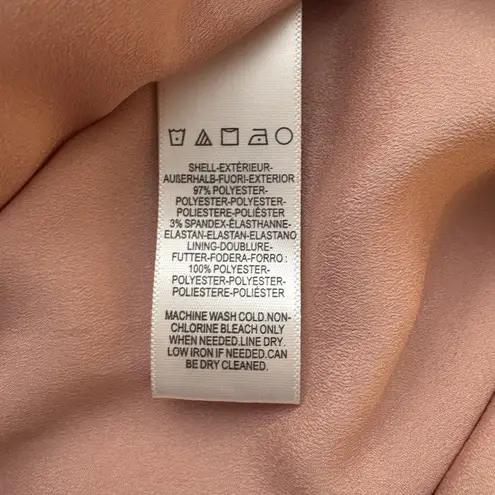 SHELL-EXTÉRIEUR-
AUßERHALB-FUORI-EXTERIOR
97% POLYESTER-
POLYESTER-POLYESTER-
POLIESTERE-POLIÉSTER
3% SPANDEX-ÉLASTHANNE-
ELASTAN-ELASTAN-ELASTANO
LINING-DOUBLURE-
FUTTER-FODERA-FORRO :
100% POLYESTER-
POLYESTER-POLYESTER-
POLIESTERE-POLIÉSTER
MACHINE WASH COLD.NON-
CHLORINE BLEACH ONLY
WHEN NEEDED.LINE DRY.
LOW IRON IF NEEDED.CAN
BE DRY CLEANED.